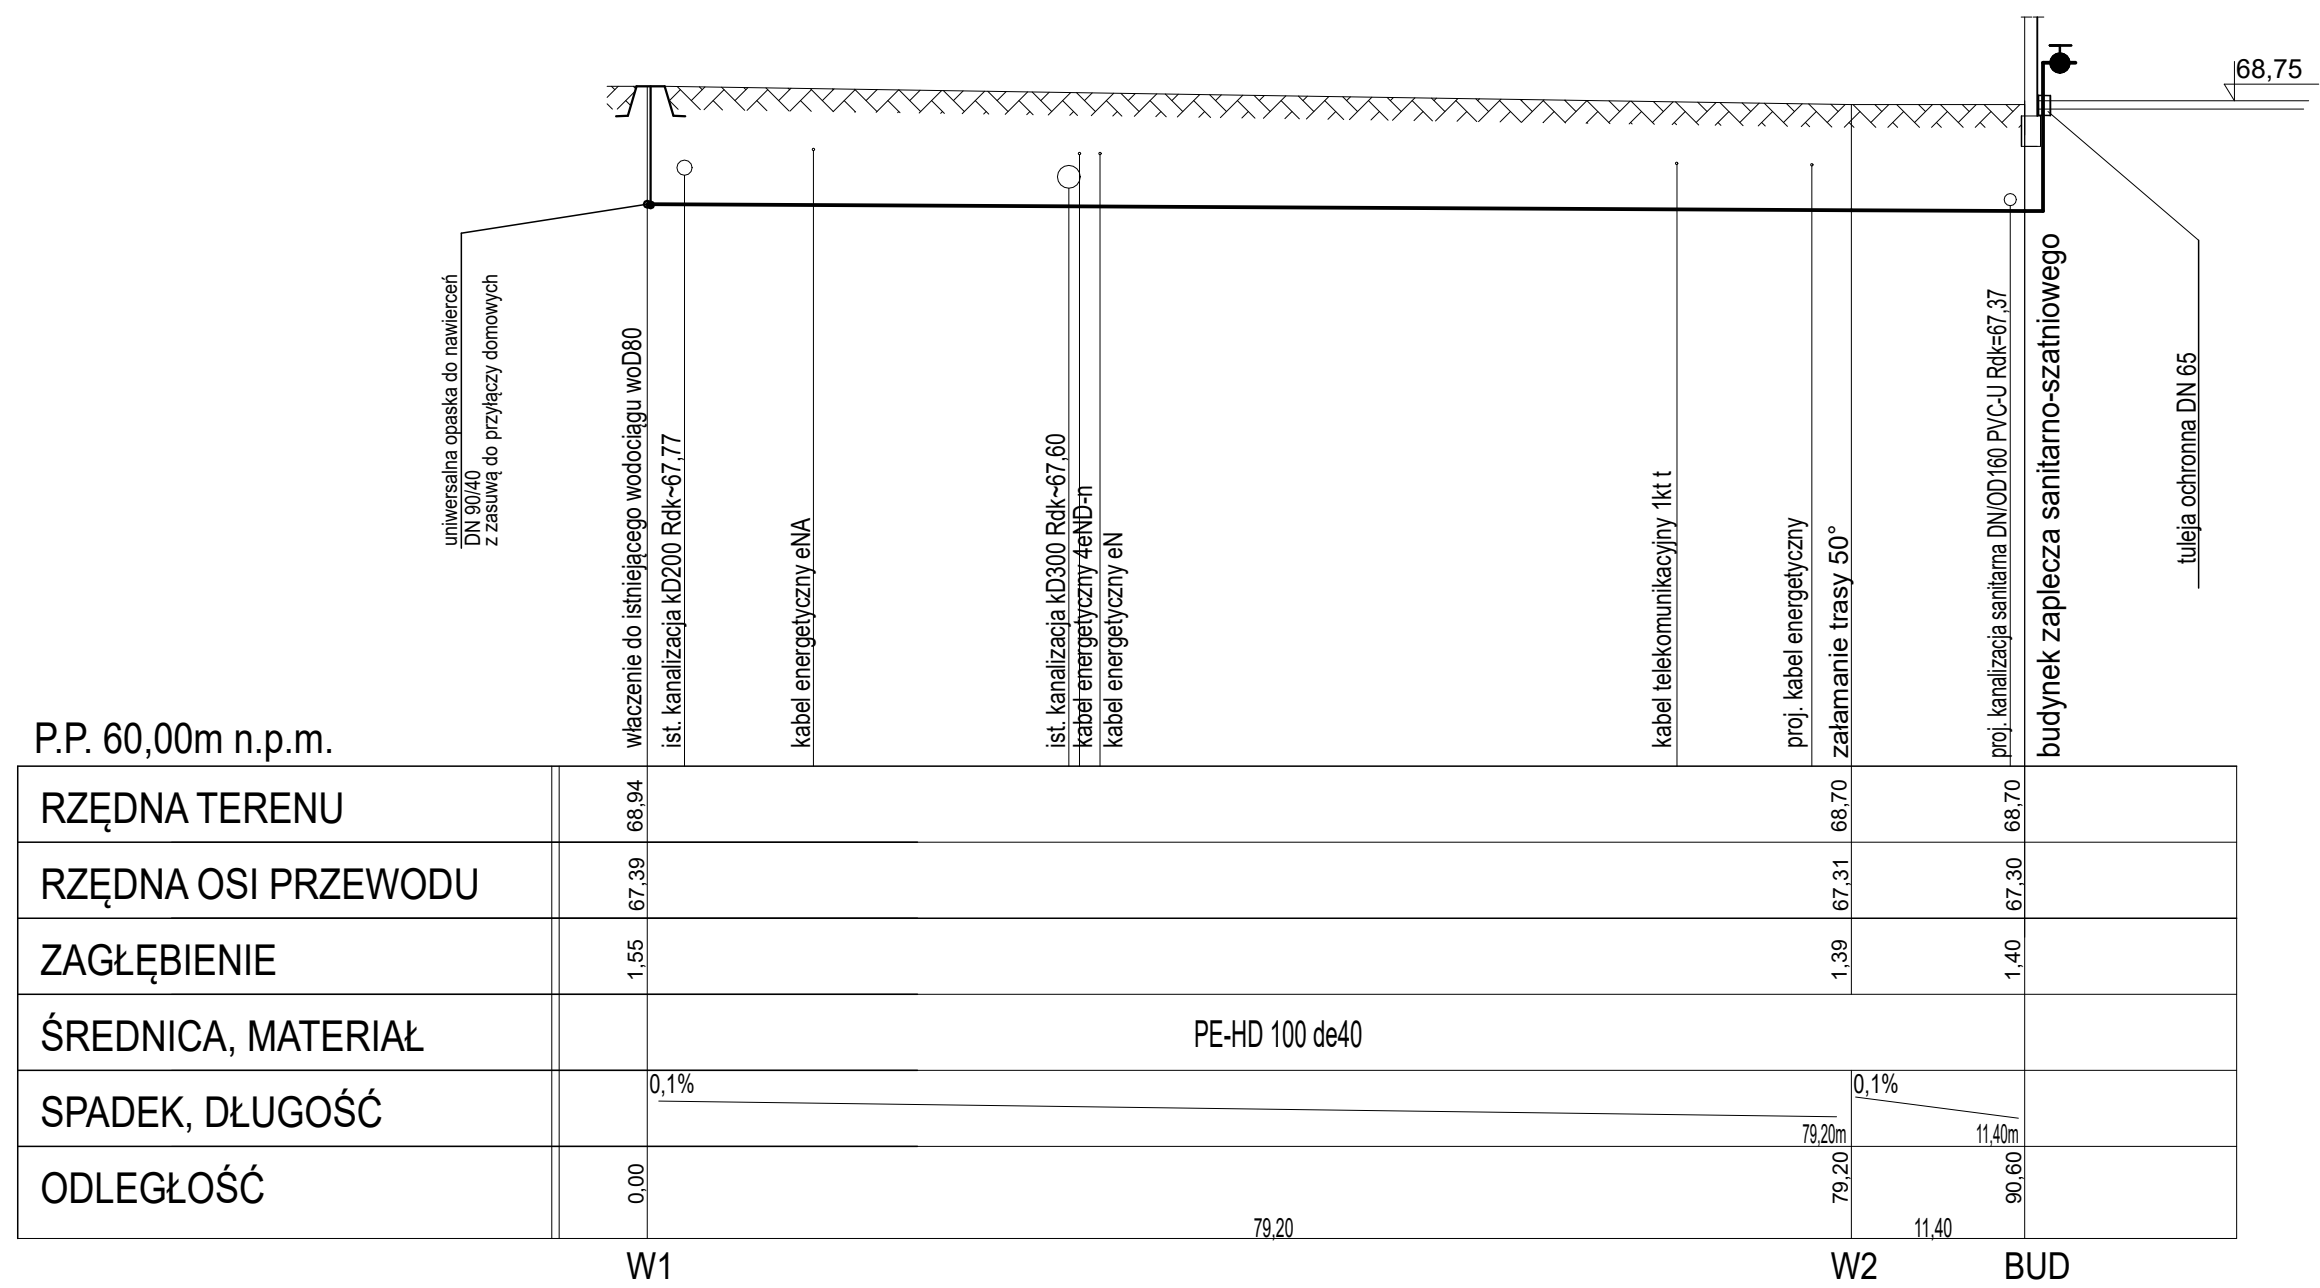 68,75
uniwersalna opaska do nawierceń
DN 90/40
z zasuwą do przyłączy domowych
właczenie do istniejącego wodociągu woD80
ist. kanalizacja kD200 Rdk~67,77
kabel energetyczny eNA
ist. kanalizacja kD300 Rdk~67,60
kabel energetyczny 4eND-n
kabel energetyczny eN
kabel telekomunikacyjny 1kt t
proj. kabel energetyczny
załamanie trasy 50°
proj. kanalizacja sanitarna DN/OD160 PVC-U Rdk=67,37
budynek zaplecza sanitarno-szatniowego
tuleja ochronna DN 65
P.P. 60,00m n.p.m.
RZĘDNA TERENU 68,94 68,70 68,70
RZĘDNA OSI PRZEWODU 67,39 67,31 67,30
ZAGŁĘBIENIE 1,55 1,39 1,40
ŚREDNICA, MATERIAŁ PE-HD 100 de40
SPADEK, DŁUGOŚĆ 0,1% 79,20m 0,1% 11,40m
ODLEGŁOŚĆ 0,00 79,20 90,60
79,20 11,40
W1 W2 BUD